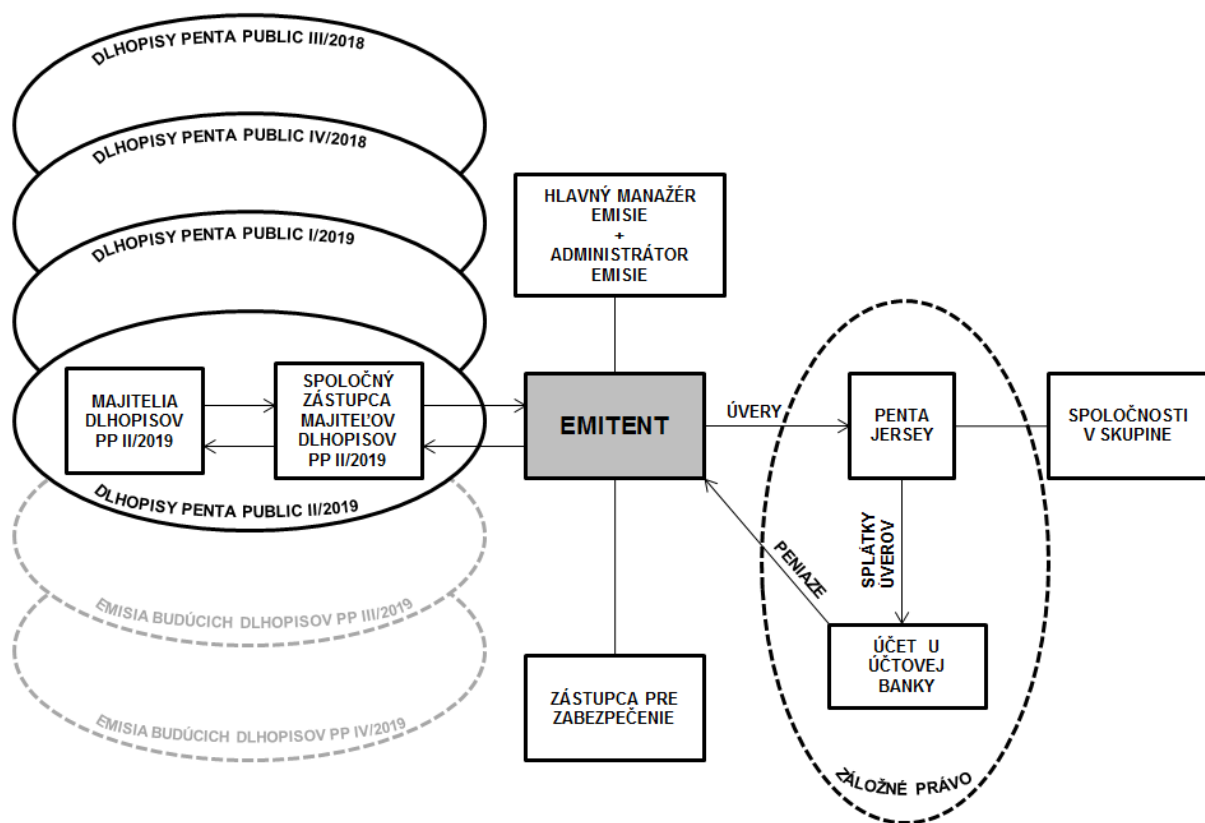 DLHOPISY PENTA PUBLIC III/2018
DLHOPISY PENTA PUBLIC IV/2018
DLHOPISY PENTA PUBLIC I/2019
MAJITELIA
DLHOPISOV
PP II/2019
SPOLOČNÝ
ZÁSTUPCA
MAJITEĽOV
DLHOPISOV
PP II/2019
DLHOPISY PENTA PUBLIC II/2019
EMISIA BUDÚCICH DLHOPISOV PP III/2019
EMISIA BUDÚCICH DLHOPISOV PP IV/2019
HLAVNÝ MANAŽÉR
EMISIE
+
ADMINISTRÁTOR
EMISIE
EMITENT
ZÁSTUPCA PRE
ZABEZPEČENIE
ÚVERY
PENIAZE
PENTA
JERSEY
SPLÁTKY
ÚVEROV
ÚČET U
ÚČTOVEJ
BANKY
ZÁLOŽNÉ PRÁVO
SPOLOČNOSTI
V SKUPINE